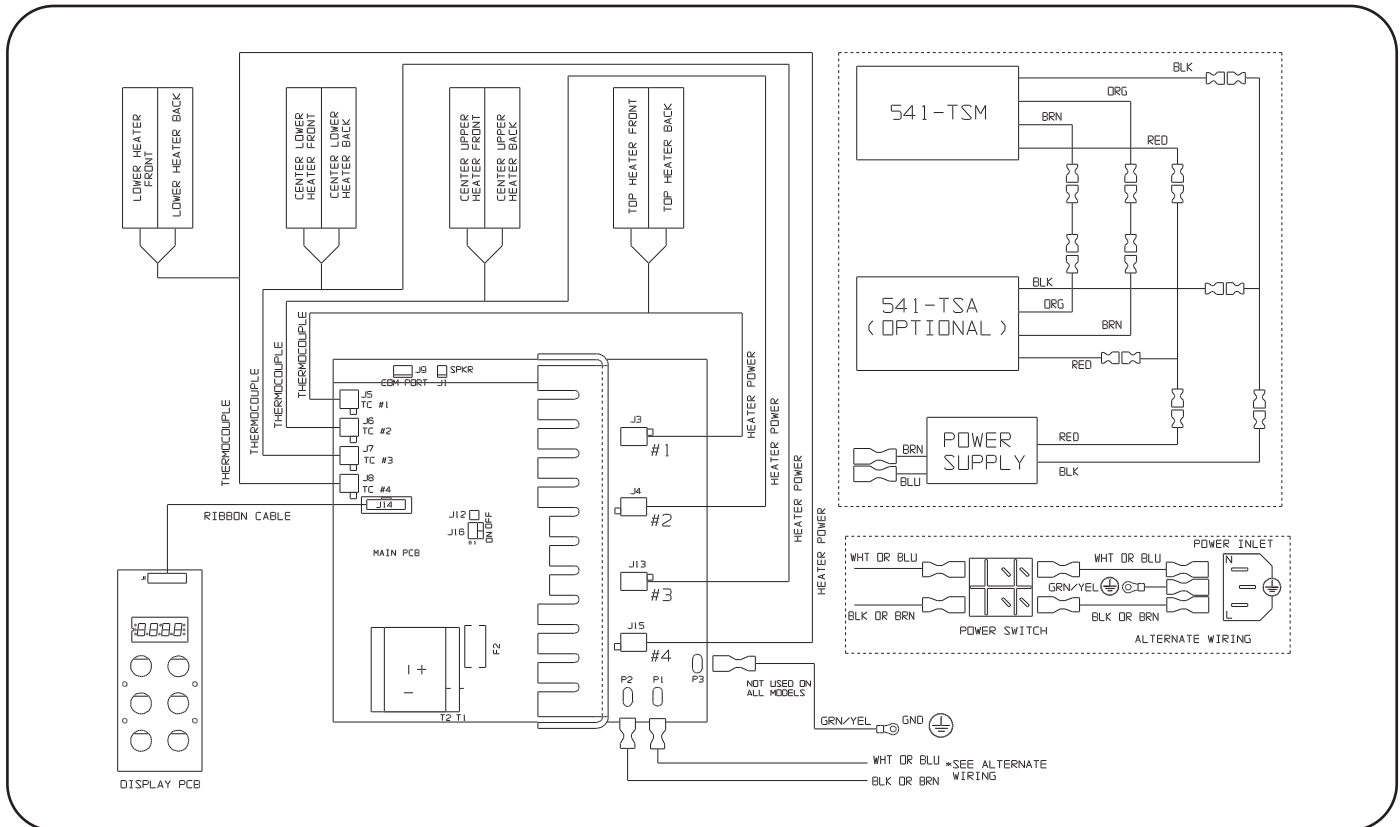 LOWER HEATER
FRONT
LOWER HEATER BACK
CENTER LOWER
HEATER FRONT
CENTER LOWER
HEATER BACK
CENTER UPPER
HEATER FRONT
CENTER UPPER
HEATER BACK
TOP HEATER FRONT
TOP HEATER BACK
THERMOCOUPLE
THERMOCOUPLE
THERMOCOUPLE
THERMOCOUPLE
HEATER POWER
HEATER POWER
HEATER POWER
HEATER POWER
J9
SPKR
COM PORT
J1
J5
TC #1
J6
TC #2
J7
TC #3
J8
TC #4
J14
RIBBON CABLE
J12
J16
ON OFF
01
MAIN PCB
J3
#1
J4
#2
J13
#3
J15
#4
F2
T2 T1
P2
P1
P3
NOT USED ON
ALL MODELS
GRN/YEL
GND
WHT OR BLU
*SEE ALTERNATE
WIRING
BLK OR BRN
J1
8.8.8.8
DISPLAY PCB
541-TSM
BLK
ORG
BRN
RED
541-TSA
(OPTIONAL)
BLK
ORG
BRN
RED
POWER
SUPPLY
BRN
BLU
RED
BLK
POWER INLET
WHT OR BLU
WHT OR BLU
N
GRN/YEL
L
BLK OR BRN
BLK OR BRN
POWER SWITCH
ALTERNATE WIRING